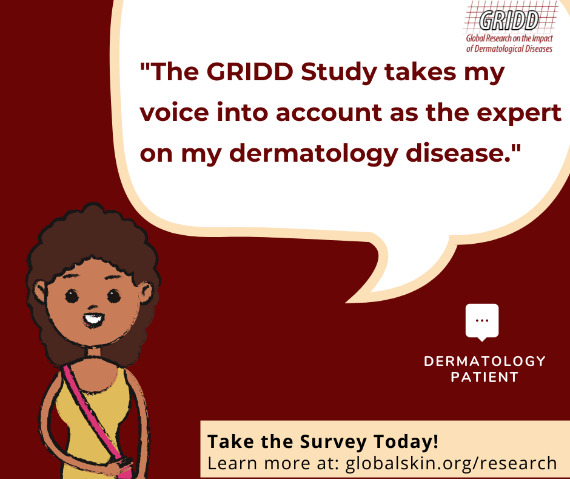 GRIDD
Global Research on the Impact
of Dermatological Diseases
"The GRIDD Study takes my
voice into account as the expert
on my dermatology disease."
DERMATOLOGY
PATIENT
Take the Survey Today!
Learn more at: globalskin.org/research